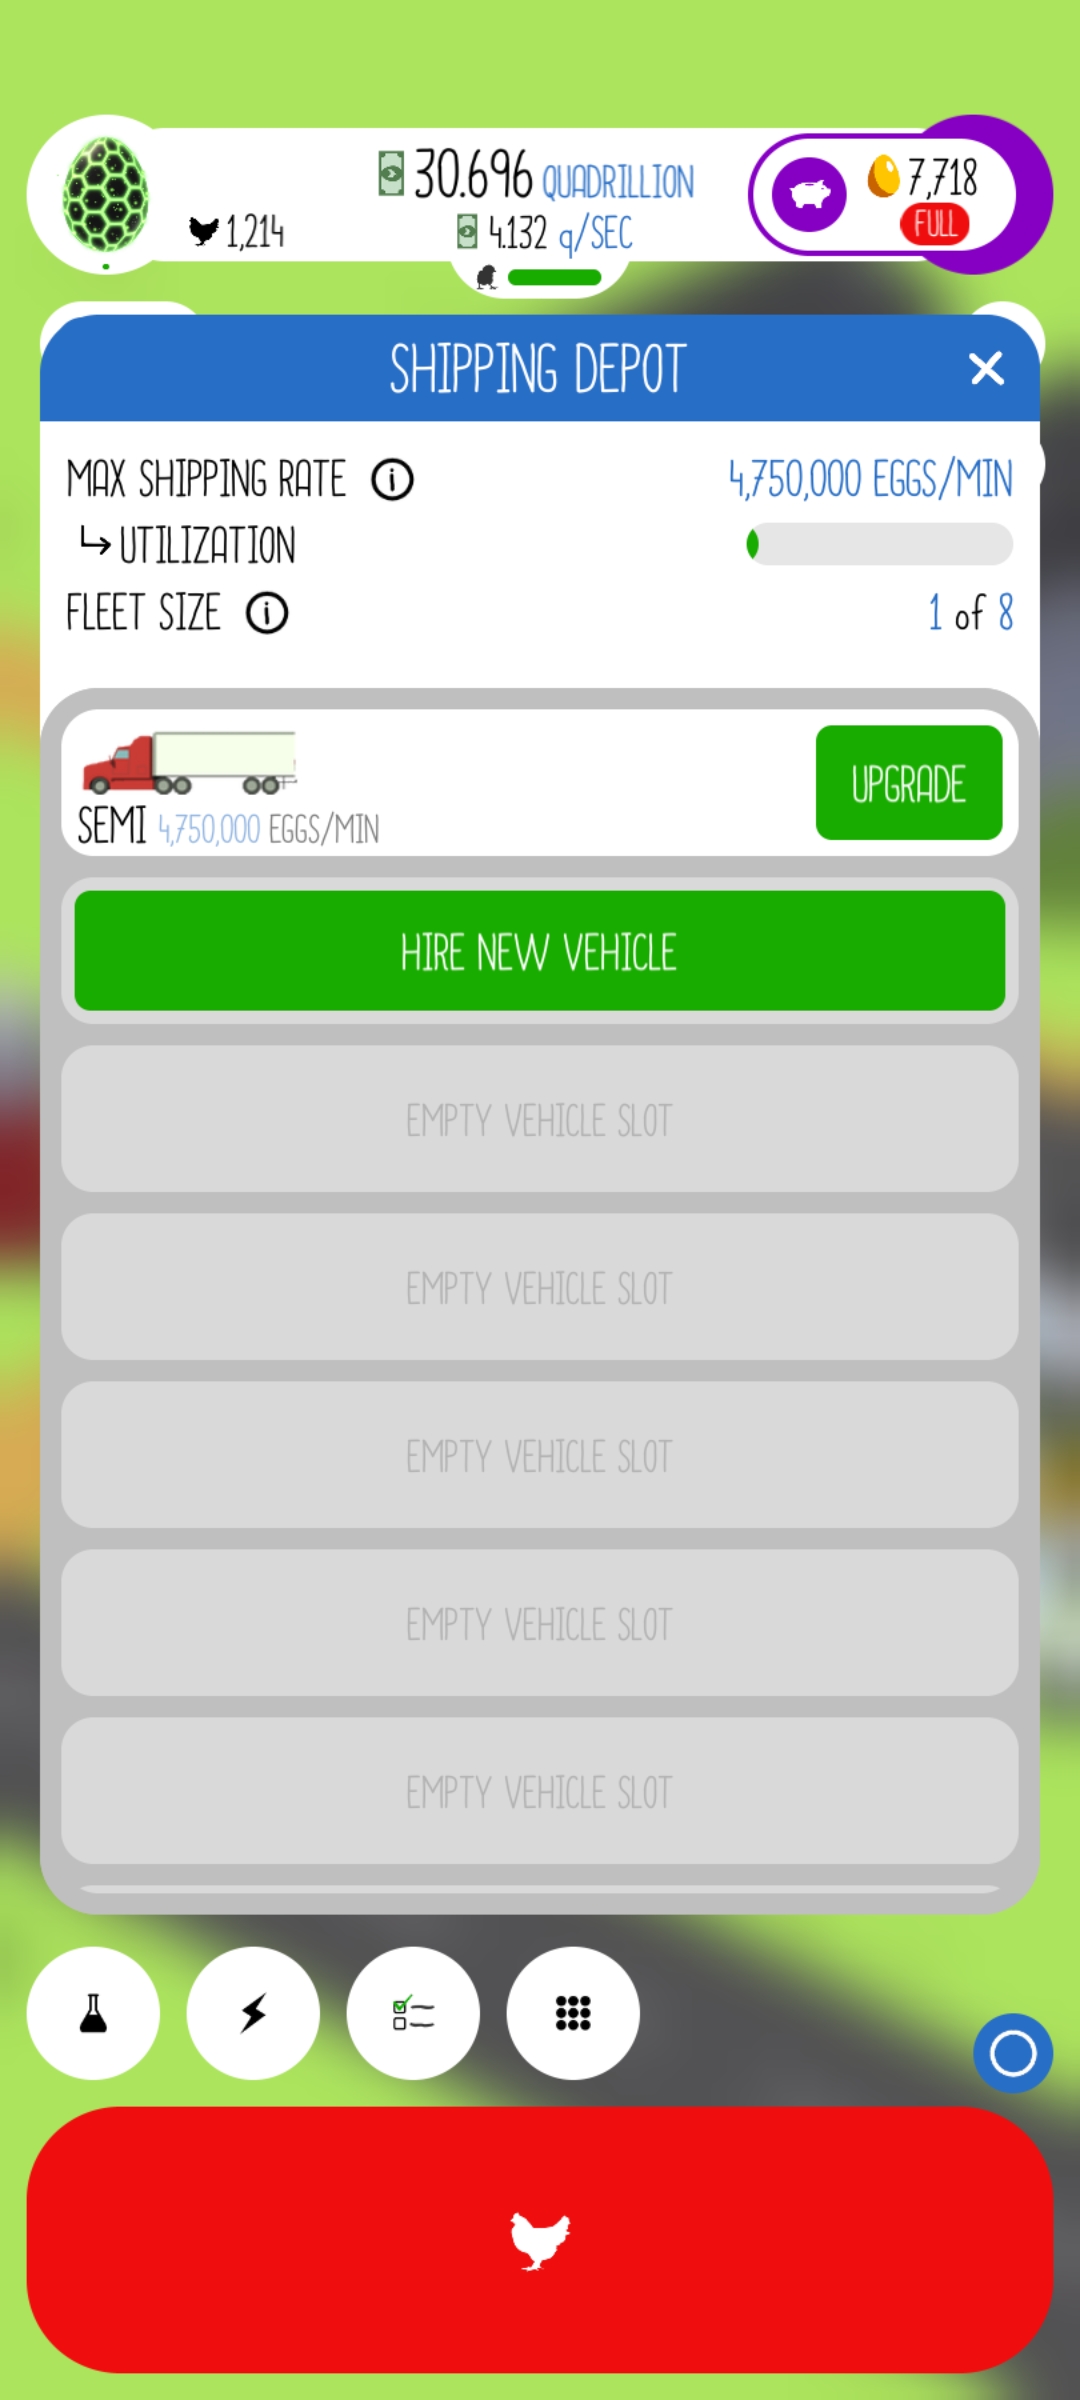 30.696 QUADRILLION
7,718
1,214
4.132 q/SEC
FULL
SHIPPING DEPOT
MAX SHIPPING RATE 4,750,000 EGGS/MIN
UTILIZATION
FLEET SIZE 1 of 8
UPGRADE
SEMI 4,750,000 EGGS/MIN
HIRE NEW VEHICLE
EMPTY VEHICLE SLOT
EMPTY VEHICLE SLOT
EMPTY VEHICLE SLOT
EMPTY VEHICLE SLOT
EMPTY VEHICLE SLOT